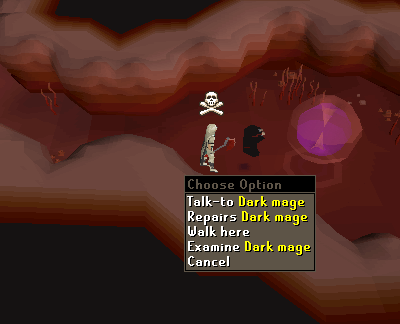 Choose Option
Talk-to Dark mage
Repairs Dark mage
Walk here
Examine Dark mage
Cancel